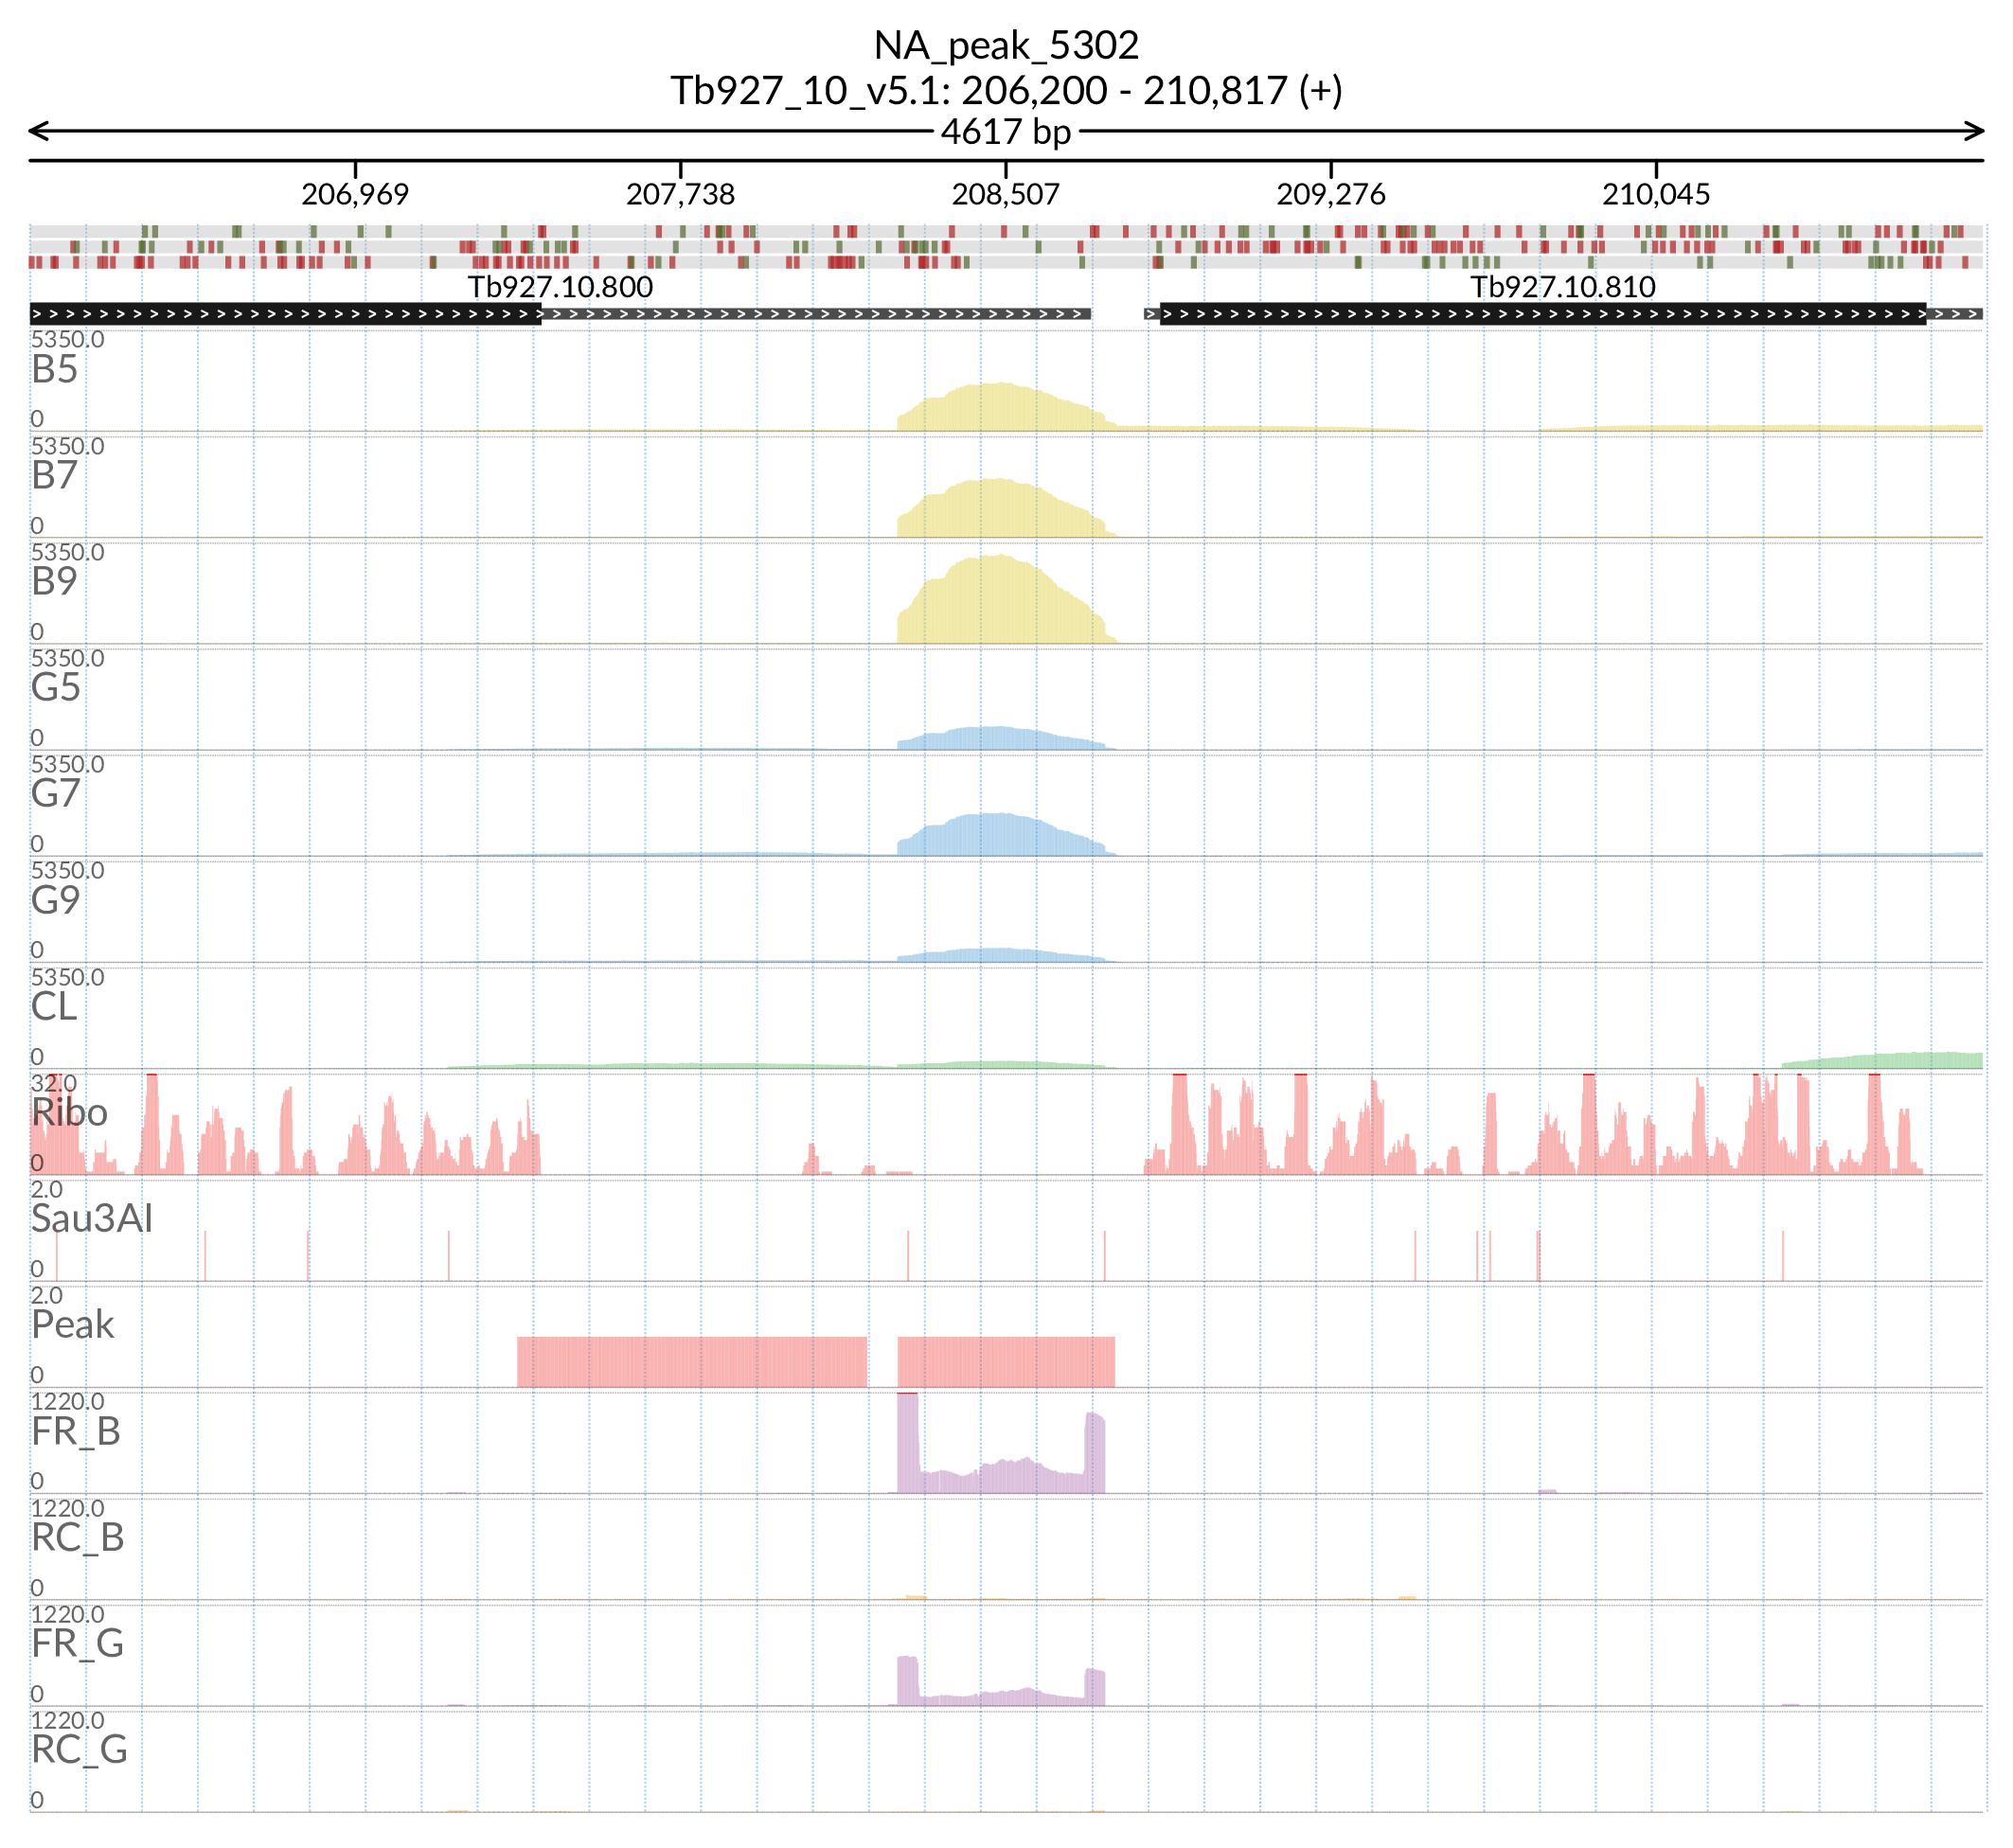 NA_peak_5302
Tb927_10_v5.1: 206,200 - 210,817 (+)
4617 bp
206,969 207,738 208,507 209,276 210,045
Tb927.10.800 Tb927.10.810
5350.0
B5
0
5350.0
B7
0
5350.0
B9
0
5350.0
G5
0
5350.0
G7
0
5350.0
G9
0
5350.0
CL
0
32.0
Ribo
0
2.0
Sau3AI
0
2.0
Peak
0
1220.0
FR_B
0
1220.0
RC_B
0
1220.0
FR_G
0
1220.0
RC_G
0